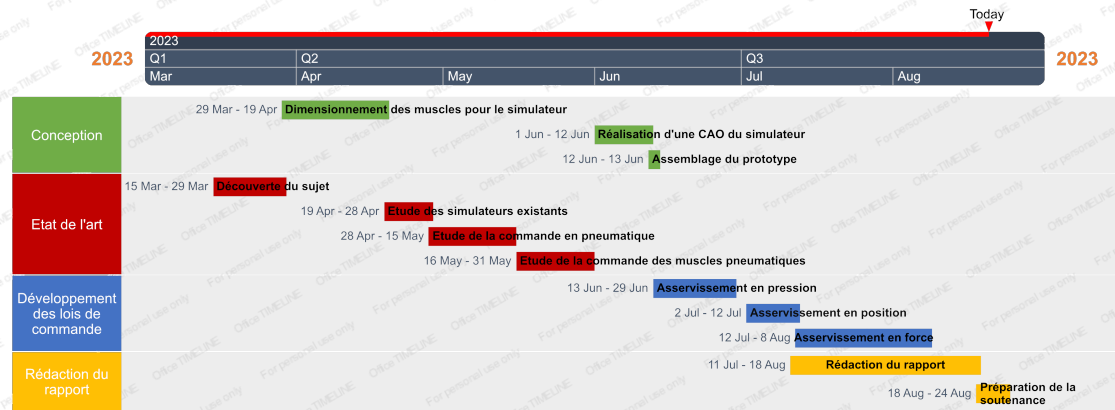 Today
2023
2023
2023
Q1 Q2 Q3
Mar Apr May Jun Jul Aug
Conception
29 Mar - 19 Apr Dimensionnement des muscles pour le simulateur
1 Jun - 12 Jun Réalisation d'une CAO du simulateur
12 Jun - 13 Jun Assemblage du prototype
Etat de l'art
15 Mar - 29 Mar Découverte du sujet
19 Apr - 28 Apr Etude des simulateurs existants
28 Apr - 15 May Etude de la commande en pneumatique
16 May - 31 May Etude de la commande des muscles pneumatiques
Développement
des lois de
commande
13 Jun - 29 Jun Asservissement en pression
2 Jul - 12 Jul Asservissement en position
12 Jul - 8 Aug Asservissement en force
Rédaction du
rapport
11 Jul - 18 Aug Rédaction du rapport
18 Aug - 24 Aug Préparation de la
soutenance
For personal use only
Office TIMELINE